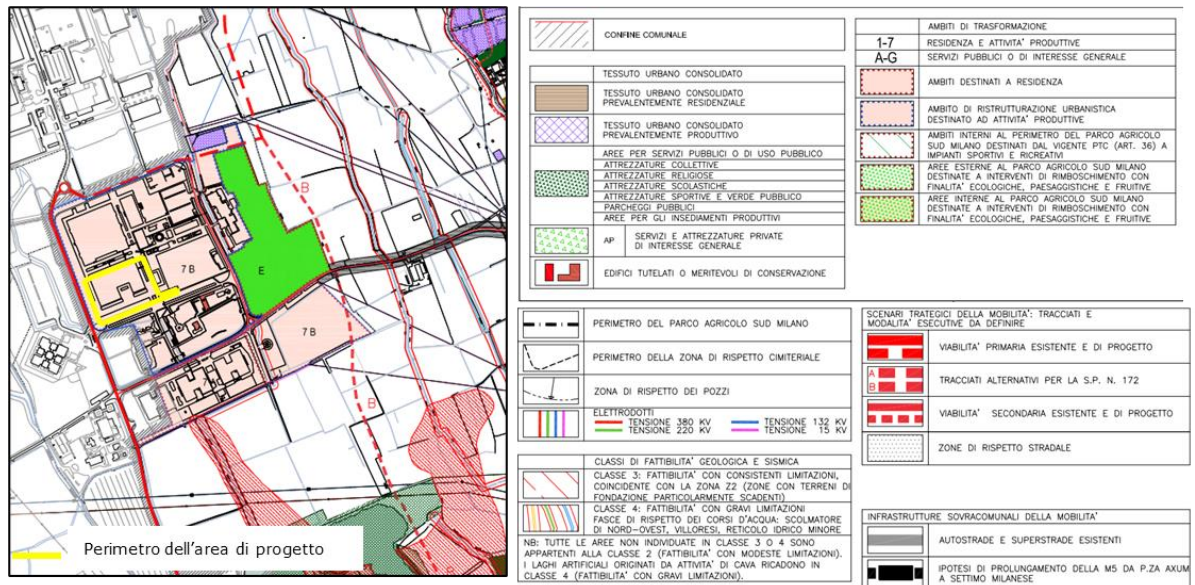 B
7 B
E
7 B
7
B
Perimetro dell'area di progetto
CONFINE COMUNALE
TESSUTO URBANO CONSOLIDATO
TESSUTO URBANO CONSOLIDATO
PREVALENTEMENTE RESIDENZIALE
TESSUTO URBANO CONSOLIDATO
PREVALENTEMENTE PRODUTTIVO
AREE PER SERVIZI PUBBLICI O DI USO PUBBLICO
ATTREZZATURE COLLETTIVE
ATTREZZATURE RELIGIOSE
ATTREZZATURE SCOLASTICHE
ATTREZZATURE SPORTIVE E VERDE PUBBLICO
PARCHEGGI PUBBLICI
AREE PER GLI INSEDIAMENTI PRODUTTIVI
AP
SERVIZI E ATTREZZATURE PRIVATE
DI INTERESSE GENERALE
EDIFICI TUTELATI O MERITEVOLI DI CONSERVAZIONE
AMBITI DI TRASFORMAZIONE
1-7 RESIDENZA E ATTIVITA' PRODUTTIVE
A-G SERVIZI PUBBLICI O DI INTERESSE GENERALE
AMBITI DESTINATI A RESIDENZA
AMBITO DI RISTRUTTURAZIONE URBANISTICA
DESTINATO AD ATTIVITA' PRODUTTIVE
AMBITI INTERNI AL PERIMETRO DEL PARCO AGRICOLO
SUD MILANO DESTINATI DAL VIGENTE PTC (ART. 36) A
IMPIANTI SPORTIVI E RICREATIVI
AREE ESTERNE AL PARCO AGRICOLO SUD MILANO
DESTINATE A INTERVENTI DI RIMBOSCHIMENTO CON
FINALITA' ECOLOGICHE, PAESAGGISTICHE E FRUITIVE
AREE INTERNE AL PARCO AGRICOLO SUD MILANO
DESTINATE A INTERVENTI DI RIMBOSCHIMENTO CON
FINALITA' ECOLOGICHE, PAESAGGISTICHE E FRUITIVE
PERIMETRO DEL PARCO AGRICOLO SUD MILANO
PERIMETRO DELLA ZONA DI RISPETTO CIMITERIALE
ZONA DI RISPETTO DEI POZZI
ELETTRODOTTI
TENSIONE 380 KV TENSIONE 132 KV
TENSIONE 220 KV TENSIONE 15 KV
CLASSI DI FATTIBILITA' GEOLOGICA E SISMICA
CLASSE 3: FATTIBILITA' CON CONSISTENTI LIMITAZIONI,
COINCIDENTE CON LA ZONA Z2 (ZONE CON TERRENI DI
FONDAZIONE PARTICOLARMENTE SCADENTI)
CLASSE 4: FATTIBILITA' CON GRAVI LIMITAZIONI
FASCE DI RISPETTO DEI CORSI D'ACQUA: SCOLMATORE
DI NORD-OVEST, VILLORESI, RETICOLO IDRICO MINORE
NB: TUTTE LE AREE NON INDIVIDUATE IN CLASSE 3 O 4 SONO
APPARTENTI ALLA CLASSE 2 (FATTIBILITA' CON MODESTE LIMITAZIONI).
I LAGHI ARTIFICIALI ORIGINATI DA ATTIVITA' DI CAVA RICADONO IN
CLASSE 4 (FATTIBILITA' CON GRAVI LIMITAZIONI).
SCENARI TRATEGICI DELLA MOBILITA': TRACCIATI E
MODALITA' ESECUTIVE DA DEFINIRE
VIABILITA' PRIMARIA ESISTENTE E DI PROGETTO
A
B
TRACCIATI ALTERNATIVI PER LA S.P. N. 172
VIABILITA' SECONDARIA ESISTENTE E DI PROGETTO
ZONE DI RISPETTO STRADALE
INFRASTRUTTURE SOVRACOMUNALI DELLA MOBILITA'
AUTOSTRADE E SUPERSTRADE ESISTENTI
IPOTESI DI PROLUNGAMENTO DELLA M5 DA P.ZA AXUM
A SETTIMO MILANESE